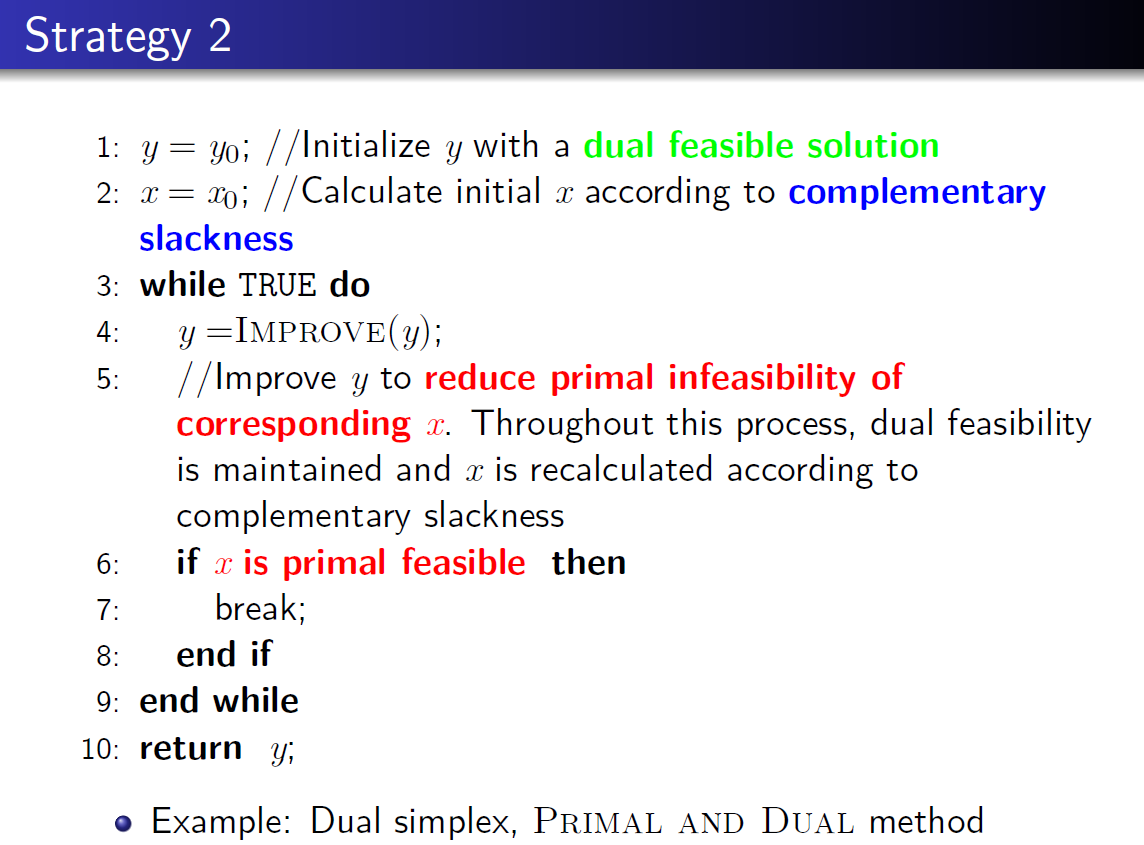 Strategy 2
1: y = y₀; //Initialize y with a dual feasible solution
2: x = x₀; //Calculate initial x according to complementary
slackness
3: while TRUE do
4: y =IMPROVE(y);
5: //Improve y to reduce primal infeasibility of
corresponding x. Throughout this process, dual feasibility
is maintained and x is recalculated according to
complementary slackness
6: if x is primal feasible then
7: break;
8: end if
9: end while
10: return y;
Example: Dual simplex, PRIMAL AND DUAL method